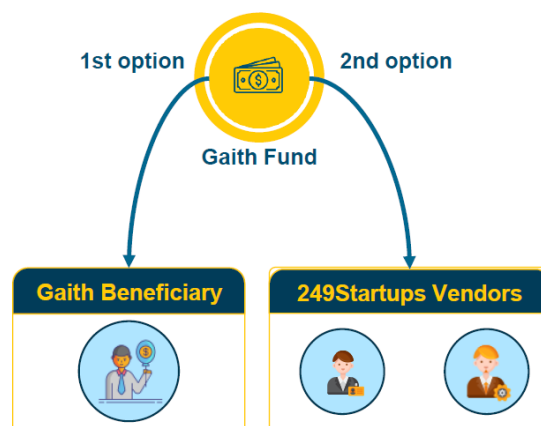 1st option
2nd option
Gaith Fund
Gaith Beneficiary
249Startups Vendors